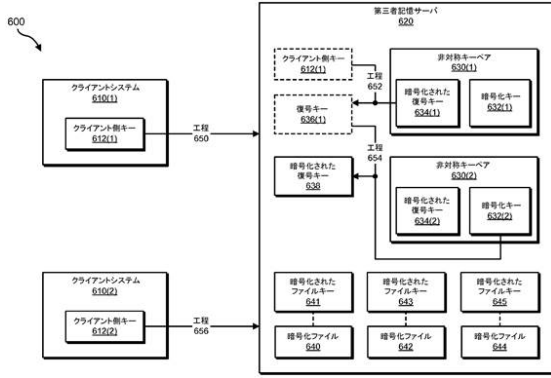 600
第三者記憶サーバ
620
クライアント側キー
612(1)
工程
652
非対称キーペア
630(1)
暗号化された
復号キー
634(1)
暗号化キー
632(1)
復号キー
636(1)
クライアントシステム
610(1)
クライアント側キー
612(1)
工程
650
工程
654
暗号化された
復号キー
638
非対称キーペア
630(2)
暗号化された
復号キー
634(2)
暗号化キー
632(2)
クライアントシステム
610(2)
クライアント側キー
612(2)
工程
656
暗号化された
ファイルキー
641
暗号化された
ファイルキー
643
暗号化された
ファイルキー
645
暗号化ファイル
640
暗号化ファイル
642
暗号化ファイル
644